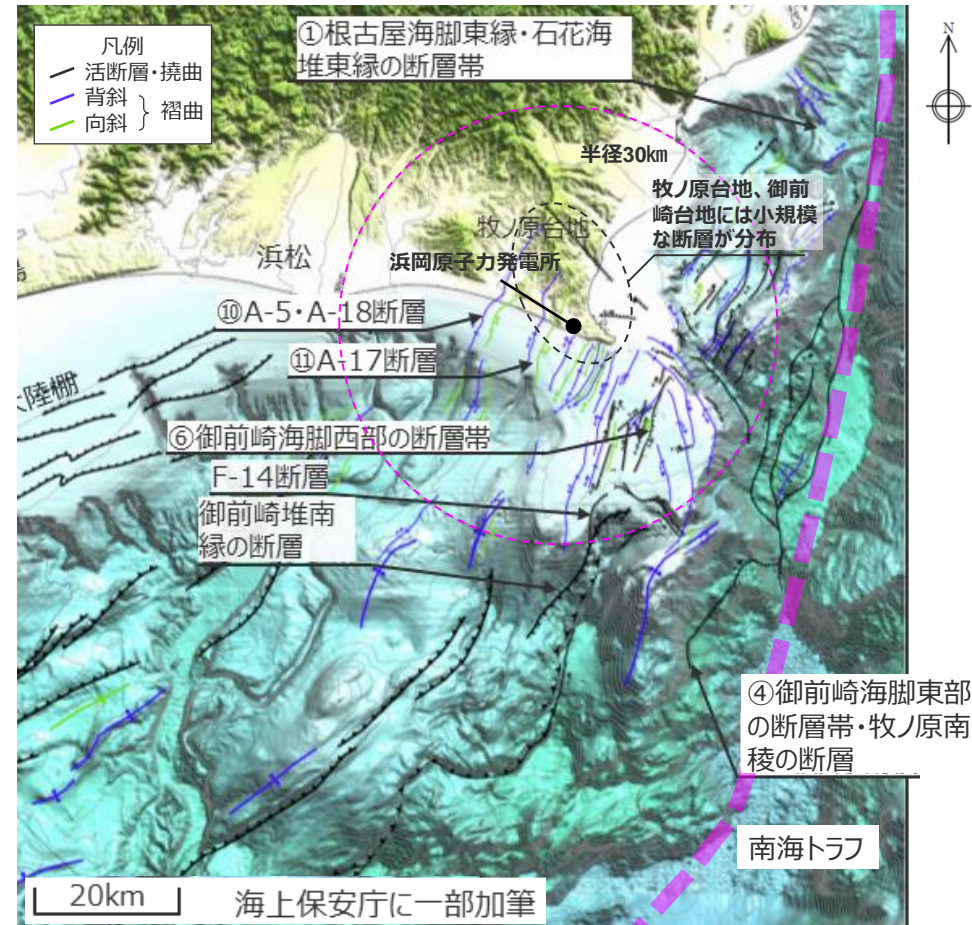 ①根古屋海脚東縁・石花海
堆東縁の断層帯
N
凡例
活断層・撓曲
背斜
向斜
} 褶曲
半径30km
牧ノ原台地、御前
崎台地には小規模
な断層が分布
牧ノ原台地
浜松
浜岡原子力発電所
⑩A-5・A-18断層
⑪A-17断層
陸棚
⑥御前崎海脚西部の断層帯
F-14断層
御前崎堆南
縁の断層
④御前崎海脚東部
の断層帯・牧ノ原南
稜の断層
南海トラフ
20km
海上保安庁に一部加筆